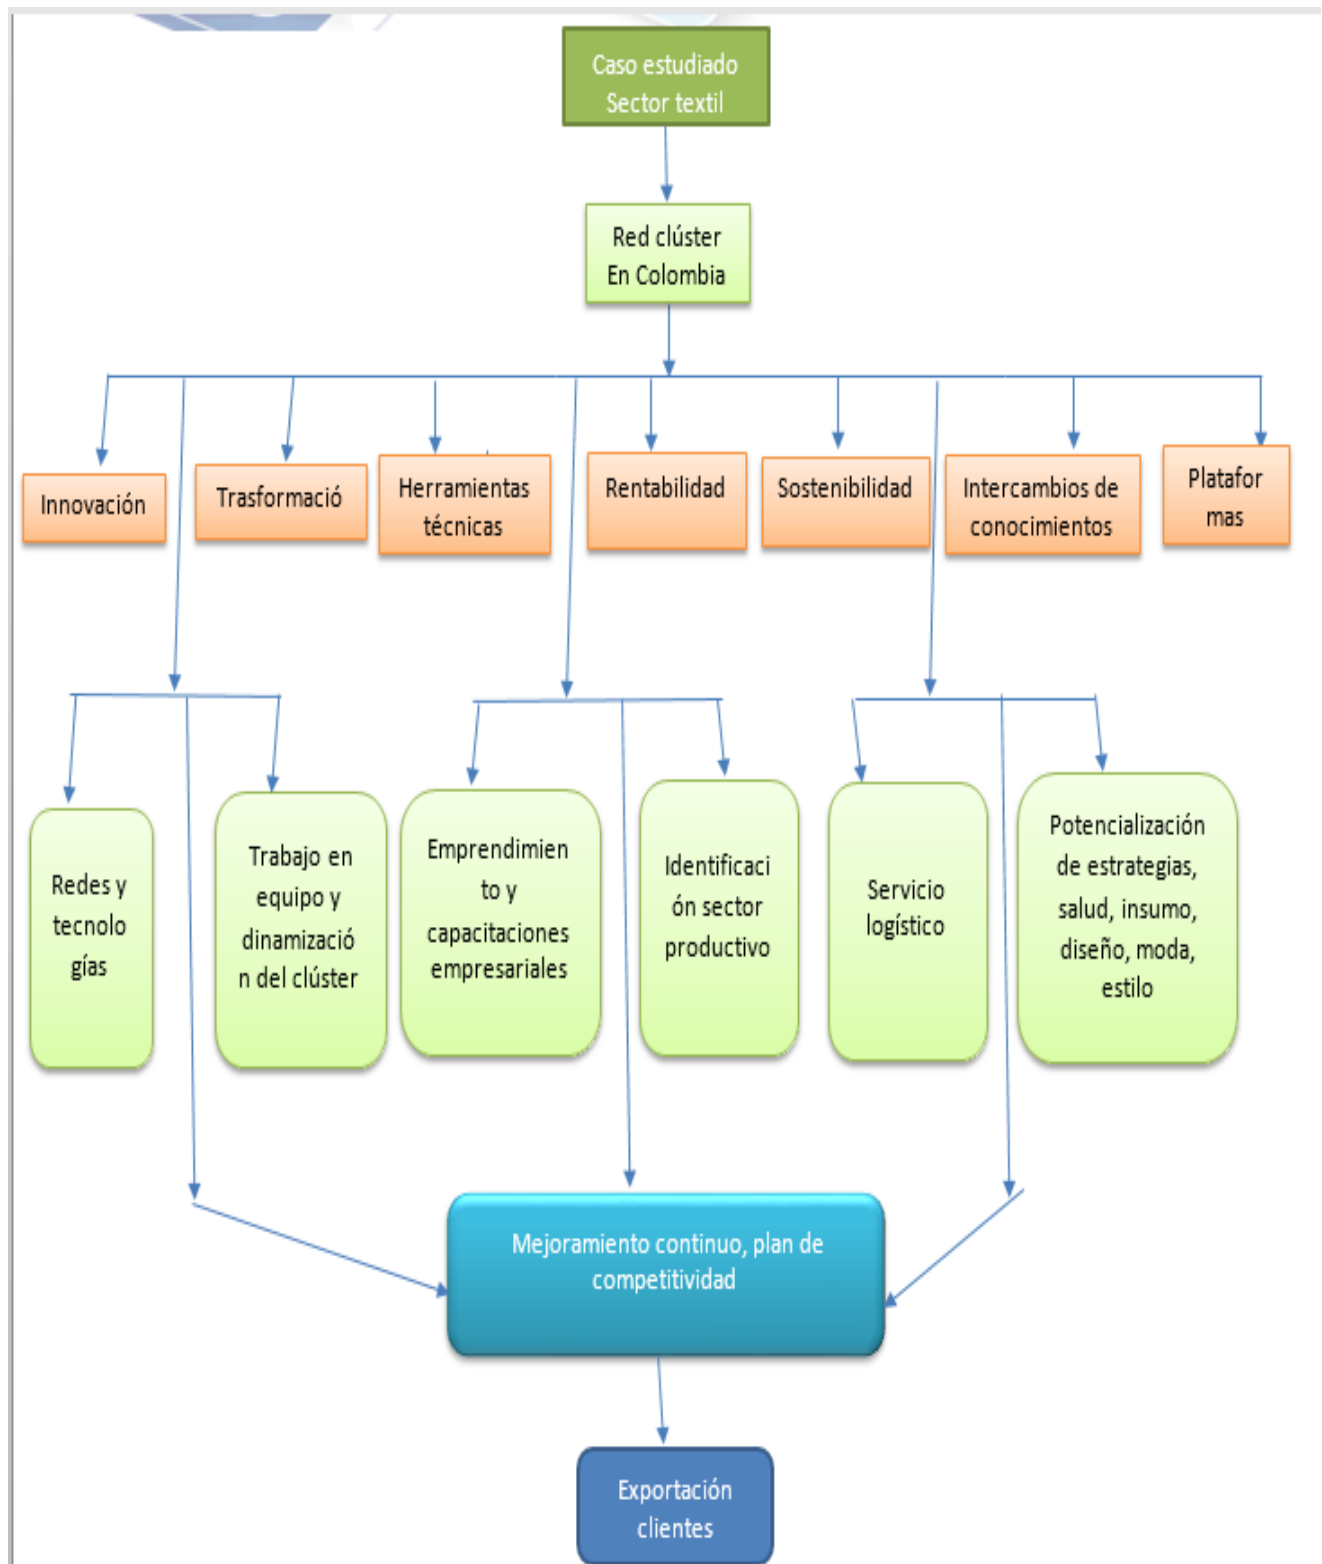 Caso estudiado
Sector textil
Red clúster
En Colombia
Innovación
Trasformació
Herramientas
técnicas
Rentabilidad
Sostenibilidad
Intercambios de
conocimientos
Platafor
mas
Redes y
tecnolo
gías
Trabajo en
equipo y
dinamizació
n del clúster
Emprendimien
to y
capacitaciones
empresariales
Identificaci
ón sector
productivo
Servicio
logístico
Potencialización
de estrategias,
salud, insumo,
diseño, moda,
estilo
Mejoramiento continuo, plan de
competitividad
Exportación
clientes